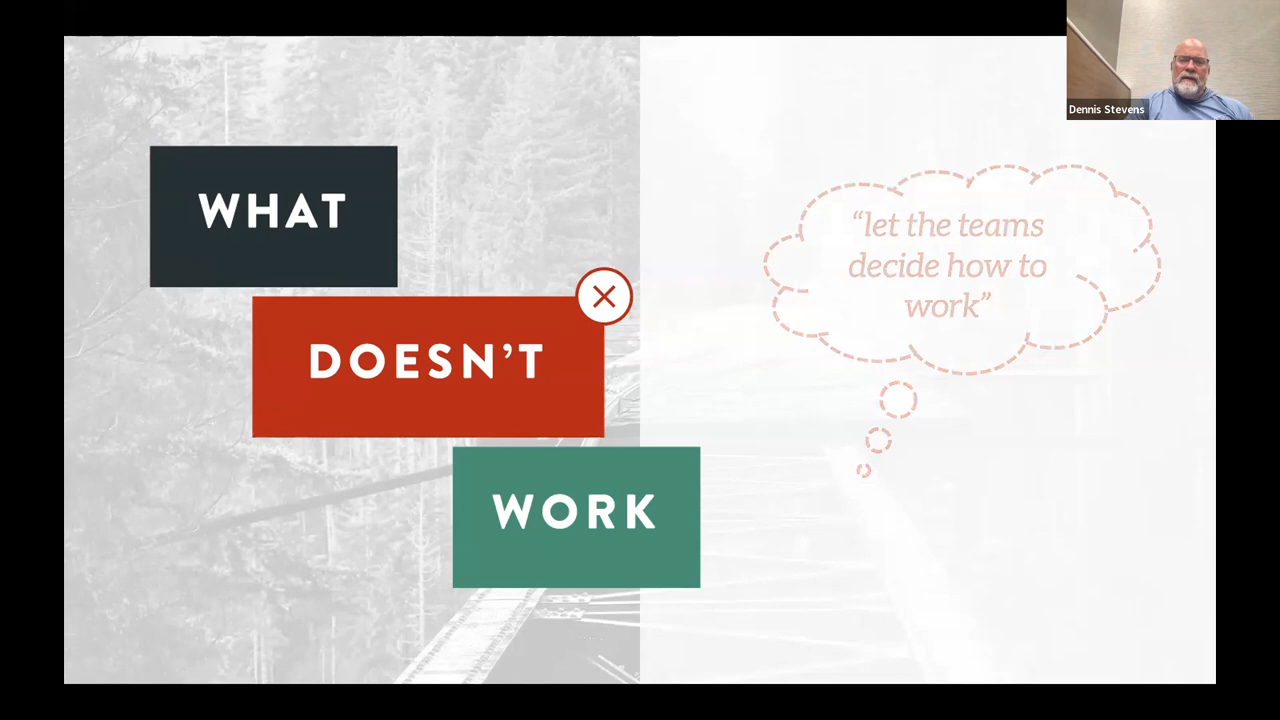 WHAT
DOESN’T
WORK
“let the teams
decide how to
work”
Dennis Stevens